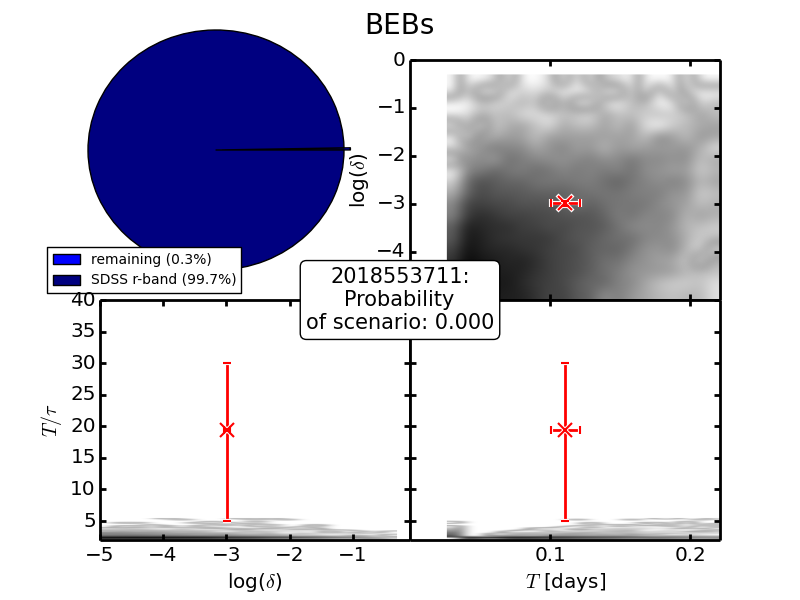 BEBs
remaining (0.3%)
SDSS r-band (99.7%)
log(δ)
0
−1
−2
−3
−4
2018553711:
Probability
of scenario: 0.000
T/τ
40
35
30
25
20
15
10
5
−5 −4 −3 −2 −1
log(δ)
0.1 0.2
T [days]